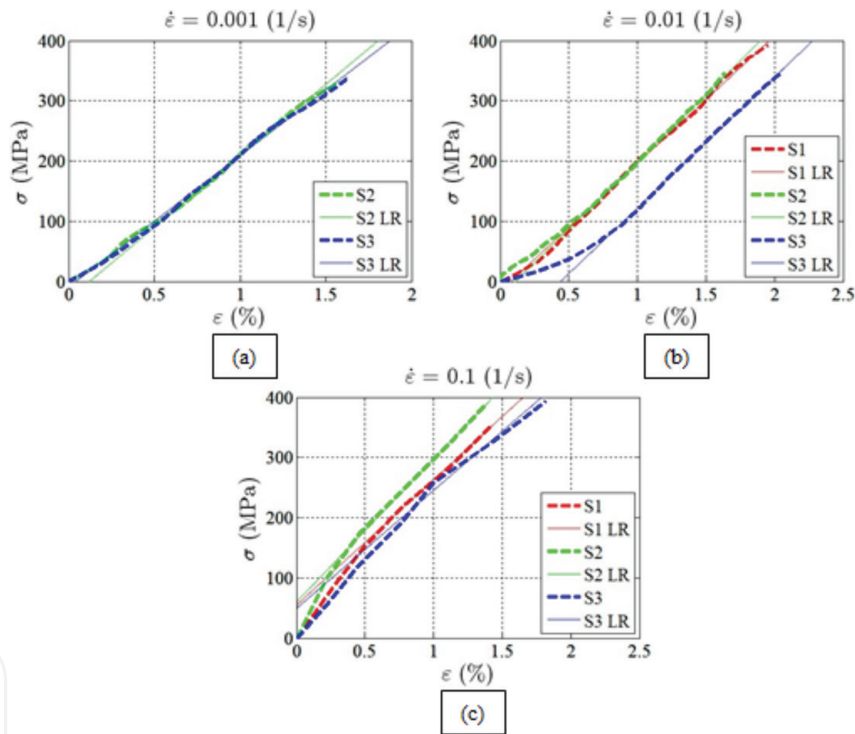 ε̇ = 0.001 (1/s)
400
300
200
100
0
σ (MPa)
S2
S2 LR
S3
S3 LR
0
0.5
1
1.5
2
ε (%)
(a)
ε̇ = 0.01 (1/s)
400
300
200
100
0
σ (MPa)
S1
S1 LR
S2
S2 LR
S3
S3 LR
0
0.5
1
1.5
2
2.5
ε (%)
(b)
ε̇ = 0.1 (1/s)
400
300
200
100
0
σ (MPa)
S1
S1 LR
S2
S2 LR
S3
S3 LR
0
0.5
1
1.5
2
2.5
ε (%)
(c)